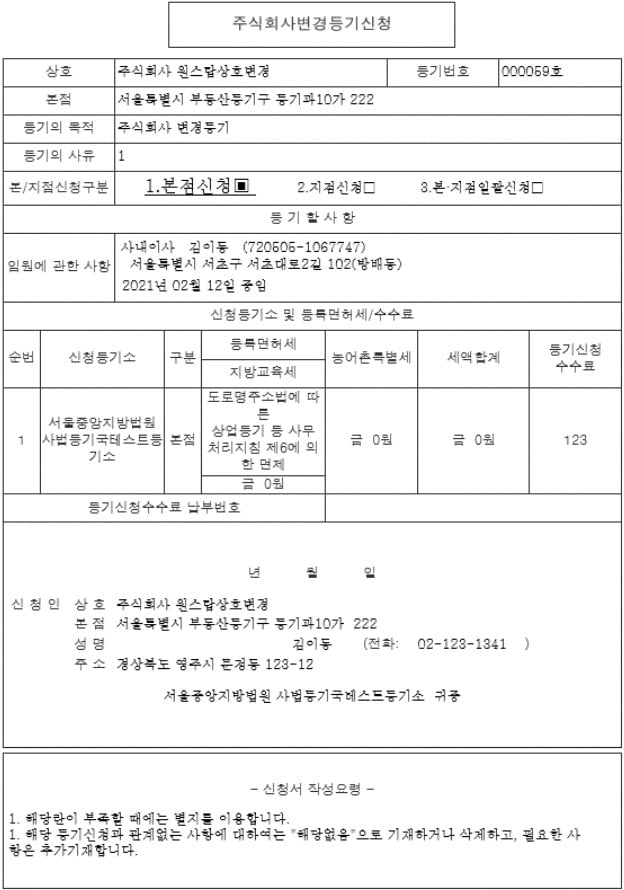 주식회사변경등기신청
상호 주식회사 원스탑상호변경 등기번호 000059호
본점 서울특별시 부동산등기구 등기과10가 222
등기의 목적 주식회사 변경등기
등기의 사유 1
본/지점신청구분 1.본점신청▣ 2.지점신청□ 3.본·지점일괄신청□
등 기 할 사 항
임원에 관한 사항
사내이사 김이동 (720505-1067747)
서울특별시 서초구 서초대로2길 102(방배동)
2021년 02월 12일 중임
신청등기소 및 등록면허세/수수료
순번 신청등기소 구분 등록면허세 농어촌특별세 세액합계 등기신청
수수료
지방교육세
1 서울중앙지방법원
사법등기국테스트등
기소
본점
도로명주소법에 따
른
상업등기 등 사무
처리지침 제6에 의
한 면제
금 0원
금 0원
금 0원
123
등기신청수수료 납부번호
년 월 일
신 청 인 상 호 주식회사 원스탑상호변경
본 점 서울특별시 부동산등기구 등기과10가 222
성 명 김이동 (전화: 02-123-1341 )
주 소 경상북도 영주시 문정동 123-12
서울중앙지방법원 사법등기국테스트등기소 귀중
- 신청서 작성요령 -
1. 해당란이 부족할 때에는 별지를 이용합니다.
1. 해당 등기신청과 관계없는 사항에 대하여는 "해당없음"으로 기재하거나 삭제하고, 필요한 사
항은 추가기재합니다.